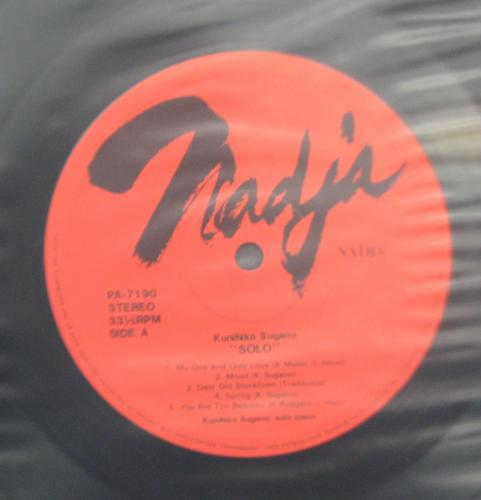 Nadja
NADJA
PA-7190
STEREO
33⅓RPM
SIDE A
Kunihiko Sugano
"SOLO"
1. My One And Only Love (R. Mellin, G. Wood)
2. Mood (K. Sugano)
3. Dear Old Stockholm (Traditional)
4. Spring (K. Sugano)
5. You Are Too Beautiful (R. Rodgers, L. Hart)
Kunihiko Sugano, solo piano